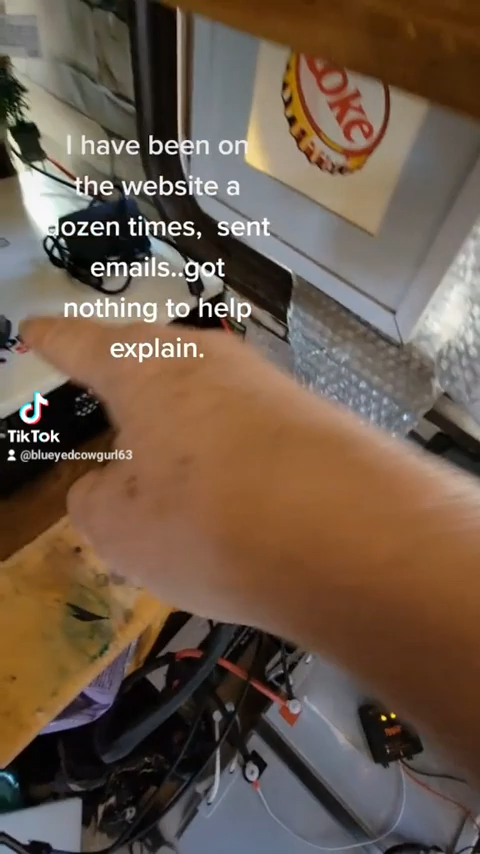 Coke
I have been on
the website a
dozen times,  sent
emails..got
nothing to help
explain.
TikTok
@blueyedcowgurl63